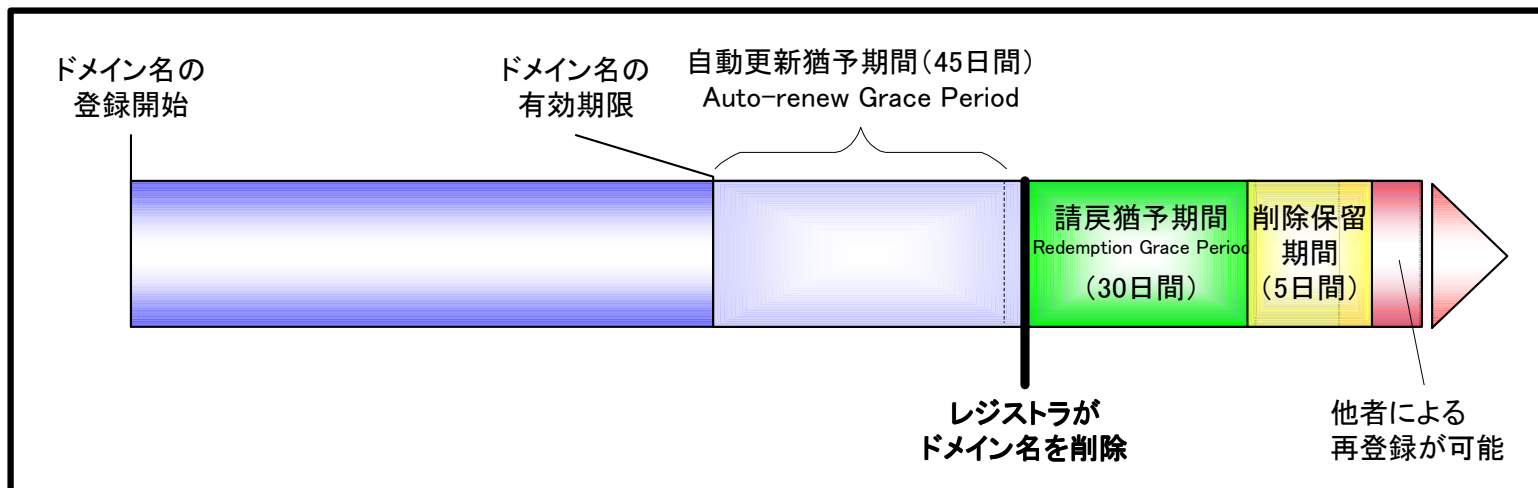 ドメイン名の
登録開始
ドメイン名の
有効期限
自動更新猶予期間(45日間)
Auto-renew Grace Period
請戻猶予期間
Redemption Grace Period
(30日間)
削除保留
期間
(5日間)
レジストラが
ドメイン名を削除
他者による
再登録が可能